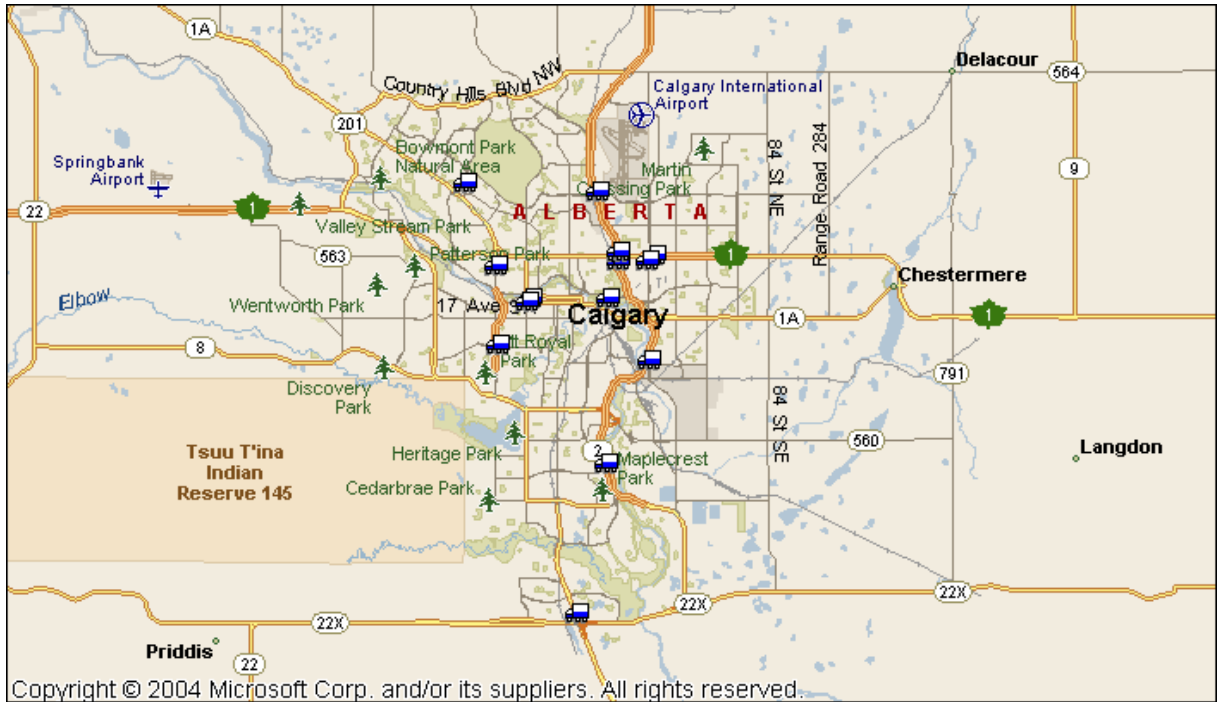 1A
Delacour
564
Country Hlls Blvd NW
Calgary International
Airport
201
Bowmont Park
Natural Area
Springbank
Airport
Martin
Crossing Park
84 St NE
Range Road 284
9
22
1
ALBERTA
Valley Stream Park
563
Patterson Park
1
Chestermere
Elbow
Wentworth Park
17 Ave
Calgary
1A
1
8
Royal
Park
791
Discovery
Park
84 St SE
560
Tsuu T'ina
Indian
Reserve 145
Heritage Park
2
Maplecrest
Park
Langdon
Cedarbrae Park
22X
22X
22X
Priddis
22
Copyright © 2004 Microsoft Corp. and/or its suppliers. All rights reserved.